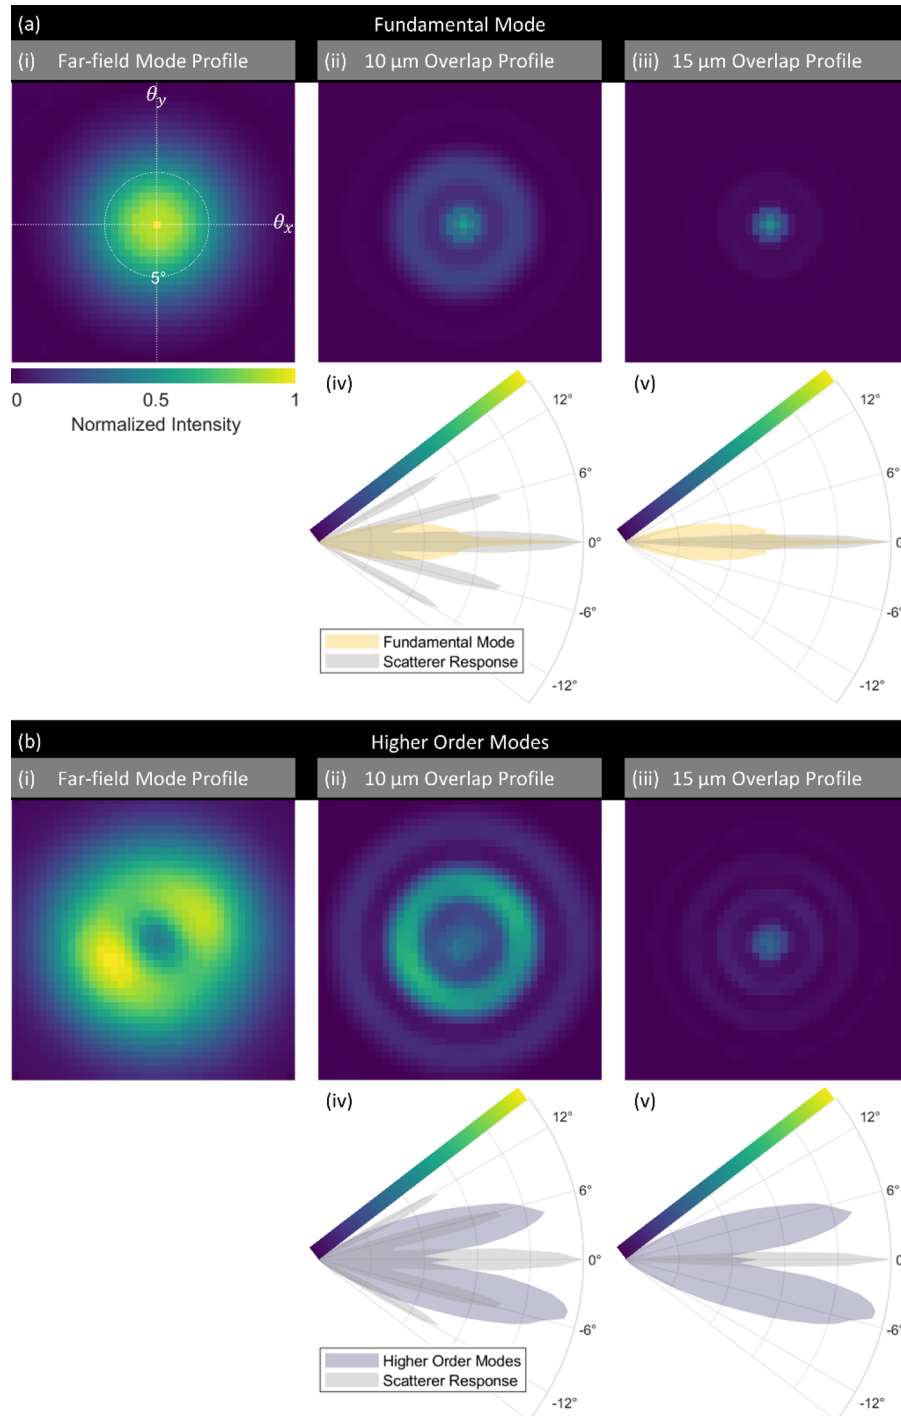 (a) Fundamental Mode
(i) Far-field Mode Profile (ii) 10 µm Overlap Profile (iii) 15 µm Overlap Profile
θy
θx
5°
0 0.5 1
Normalized Intensity
(iv) (v)
12° 12°
6° 6°
0° 0
-6° -6°
-12° -12°
Fundamental Mode
Scatterer Response
(b) Higher Order Modes
(i) Far-field Mode Profile (ii) 10 µm Overlap Profile (iii) 15 µm Overlap Profile
(iv) (v)
12° 12°
6° 6°
0° 0
-6° -6°
-12° -12°
Higher Order Modes
Scatterer Response